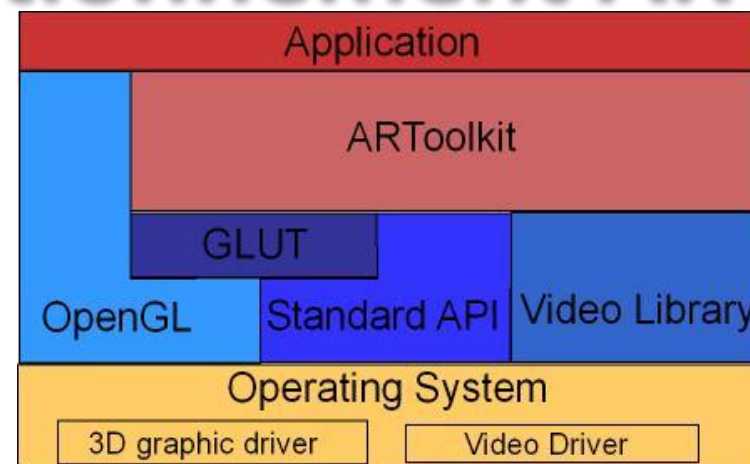 Application
ARToolkit
GLUT
OpenGL
Standard API
Video Library
Operating System
3D graphic driver
Video Driver